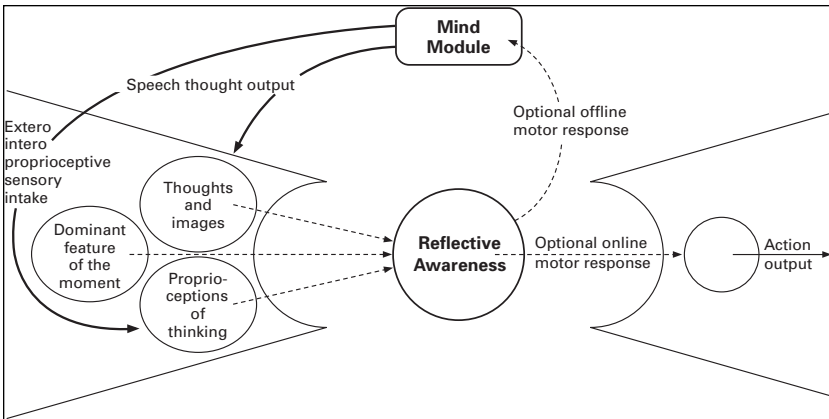 Mind
Module
Speech thought output
Optional offline
motor response
Extero
intero
proprioceptive
sensory
intake
Thoughts
and
images
Dominant
feature
of the
moment
Proprio-
ceptions
of
thinking
Reflective
Awareness
Optional online
motor response
Action
output